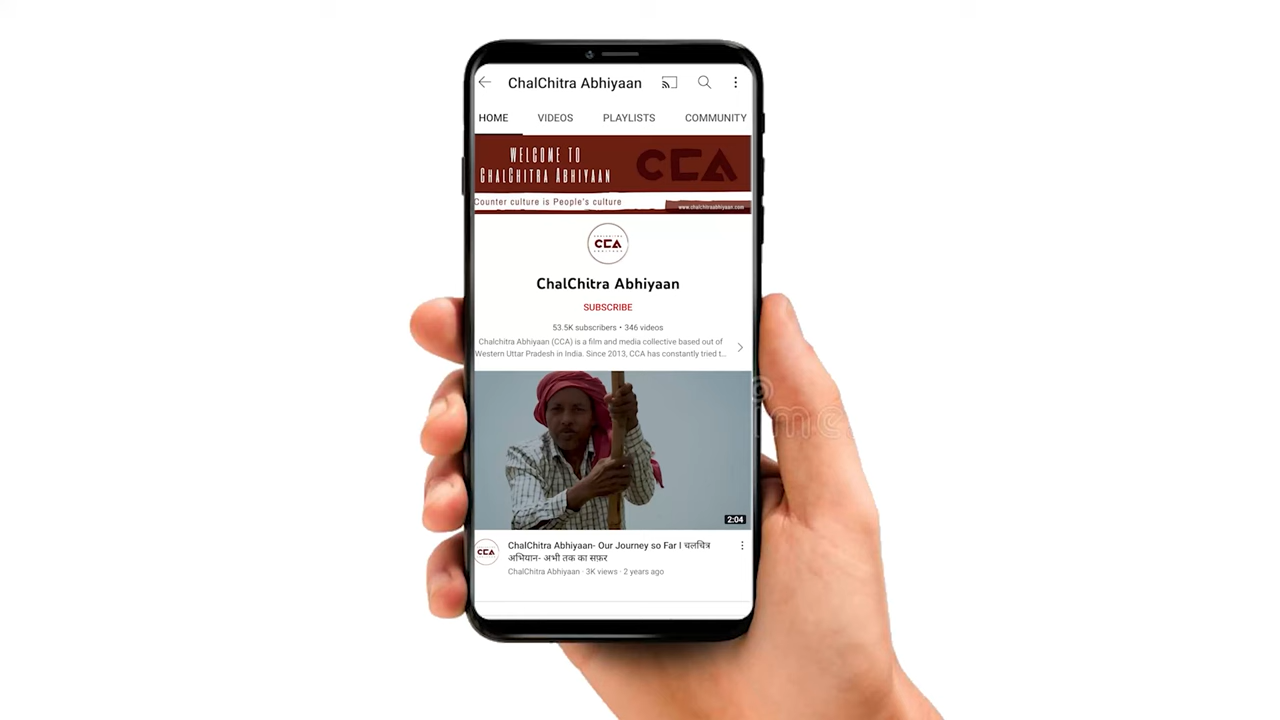 ChalChitra Abhiyaan
HOME VIDEOS PLAYLISTS COMMUNITY
WELCOME TO
CHALCHITRA ABHIYAAN
CCA
Counter culture is People's culture
www.chalchitraabhiyaan.com
CCA
ChalChitra Abhiyaan
SUBSCRIBE
53.5K subscribers • 346 videos
Chalchitra Abhiyaan (CCA) is a film and media collective based out of
Western Uttar Pradesh in India. Since 2013, CCA has constantly tried t...
2:04
CCA
ChalChitra Abhiyaan- Our Journey so Far I चलचित्र
अभियान- अभी तक का सफ़र
ChalChitra Abhiyaan · 3K views · 2 years ago